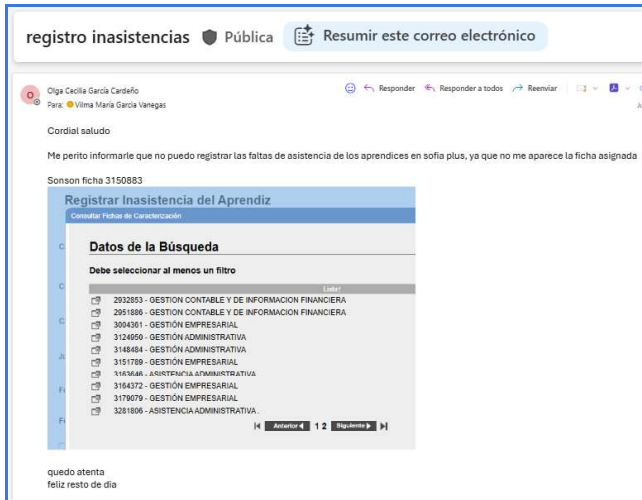 registro inasistencias Pública Resumir este correo electrónico
Olga Cecilia García Cardeño
Responder Responder a todos Reenviar
Para: Vilma María Garcia Vanegas
Cordial saludo
Me perito informarle que no puedo registrar las faltas de asistencia de los aprendices en sofia plus, ya que no me aparece la ficha asignada
Sonson ficha 3150883
Registrar Inasistencia del Aprendiz
Consultar Fichas de Caracterización
Datos de la Búsqueda
Debe seleccionar al menos un filtro
2932853 - GESTION CONTABLE Y DE INFORMACION FINANCIERA
2951886 - GESTION CONTABLE Y DE INFORMACION FINANCIERA
3004361 - GESTIÓN EMPRESARIAL
3124950 - GESTIÓN ADMINISTRATIVA
3148484 - GESTIÓN ADMINISTRATIVA
3151789 - GESTIÓN EMPRESARIAL
3163646 - ASISTENCIA ADMINISTRATIVA
3164372 - GESTIÓN EMPRESARIAL
3179079 - GESTIÓN EMPRESARIAL
3281806 - ASISTENCIA ADMINISTRATIVA .
Anterior 1 2 Siguiente
quedo atenta
feliz resto de dia